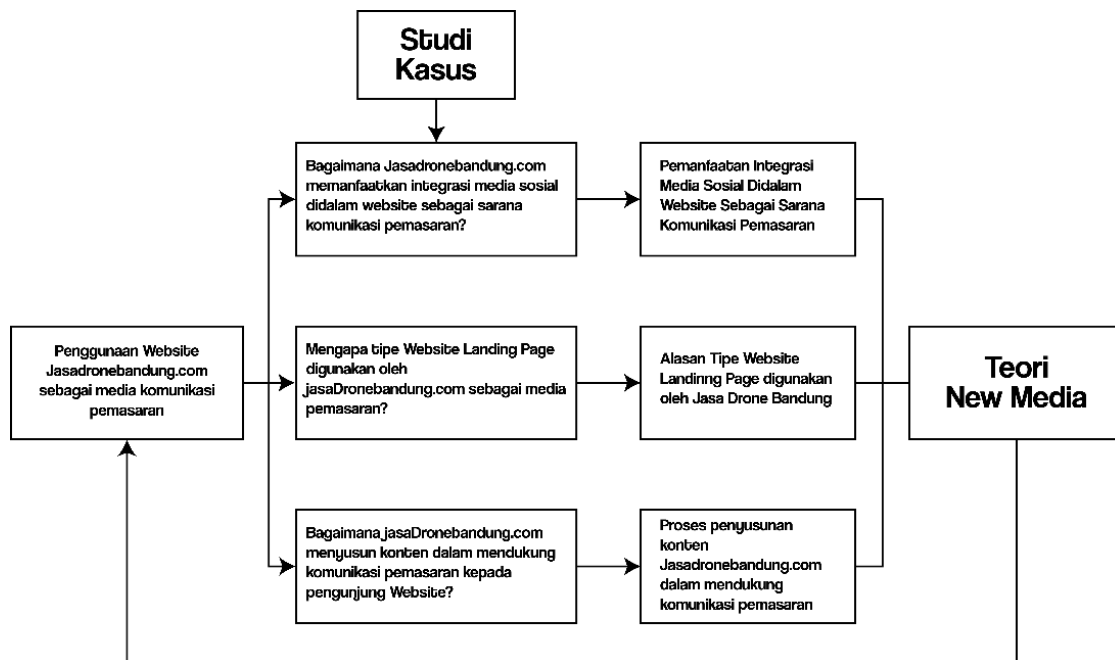 Studi
Kasus
Bagaimana Jasadronebandung.com
memanfaatkan integrasi media sosial
didalam website sebagai sarana
komunikasi pemasaran?
Pemanfaatan Integrasi
Media Sosial Didalam
Website Sebagai Sarana
Komunikasi Pemasaran
Penggunaan Website
Jasadronebandung.com
sebagai media komunikasi
pemasaran
Mengapa tipe Website Landing Page
digunakan oleh
jasaDronebandung.com sebagai media
pemasaran?
Alasan Tipe Website
Landinng Page digunakan
oleh Jasa Drone Bandung
Teori
New Media
Bagaimana jasaDronebandung.com
menyusun konten dalam mendukung
komunikasi pemasaran kepada
pengunjung Website?
Proses penyusunan
konten
Jasadronebandung.com
dalam mendukung
komunikasi pemasaran